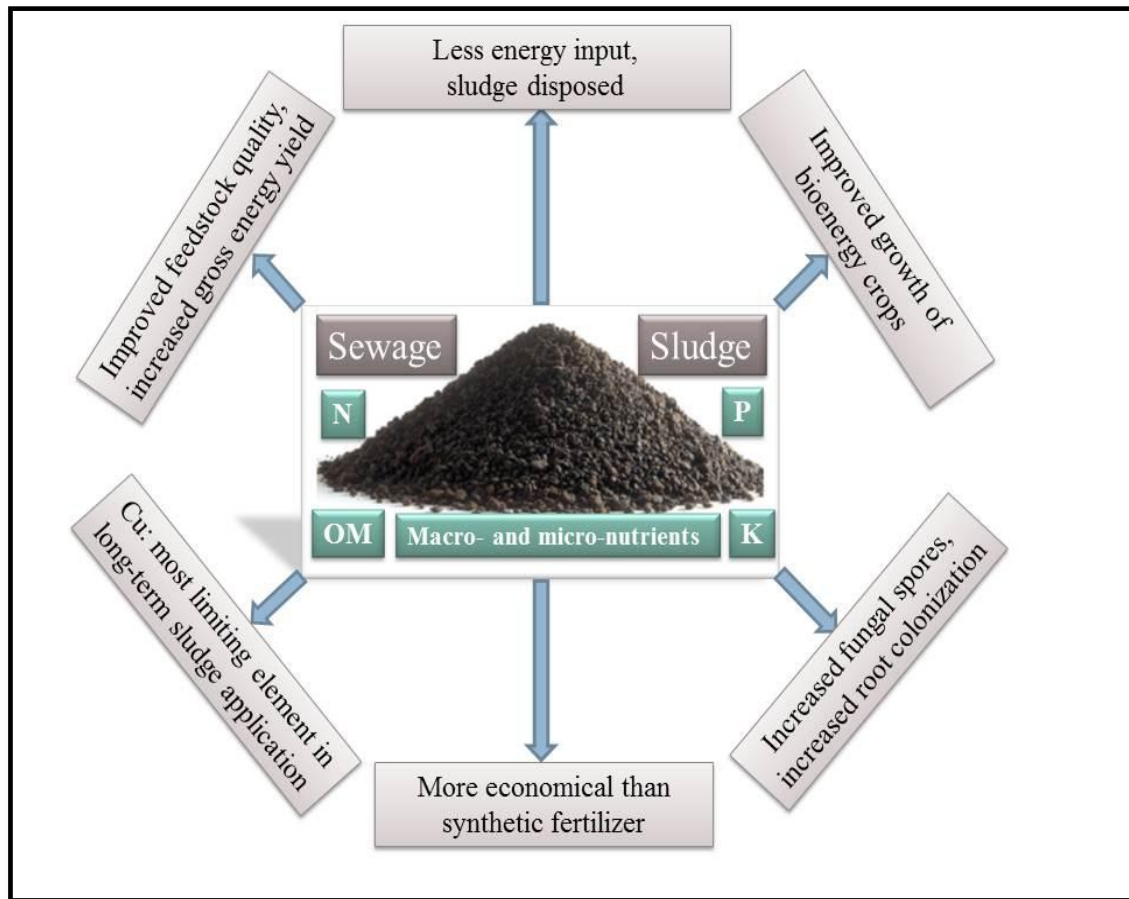 Less energy input,
sludge disposed
Improved feedstock quality,
increased gross energy yield
Improved growth of
bioenergy crops
Sewage
Sludge
N
P
OM
Macro- and micro-nutrients
K
Cu: most limiting element in
long-term sludge application
Increased fungal spores,
increased root colonization
More economical than
synthetic fertilizer